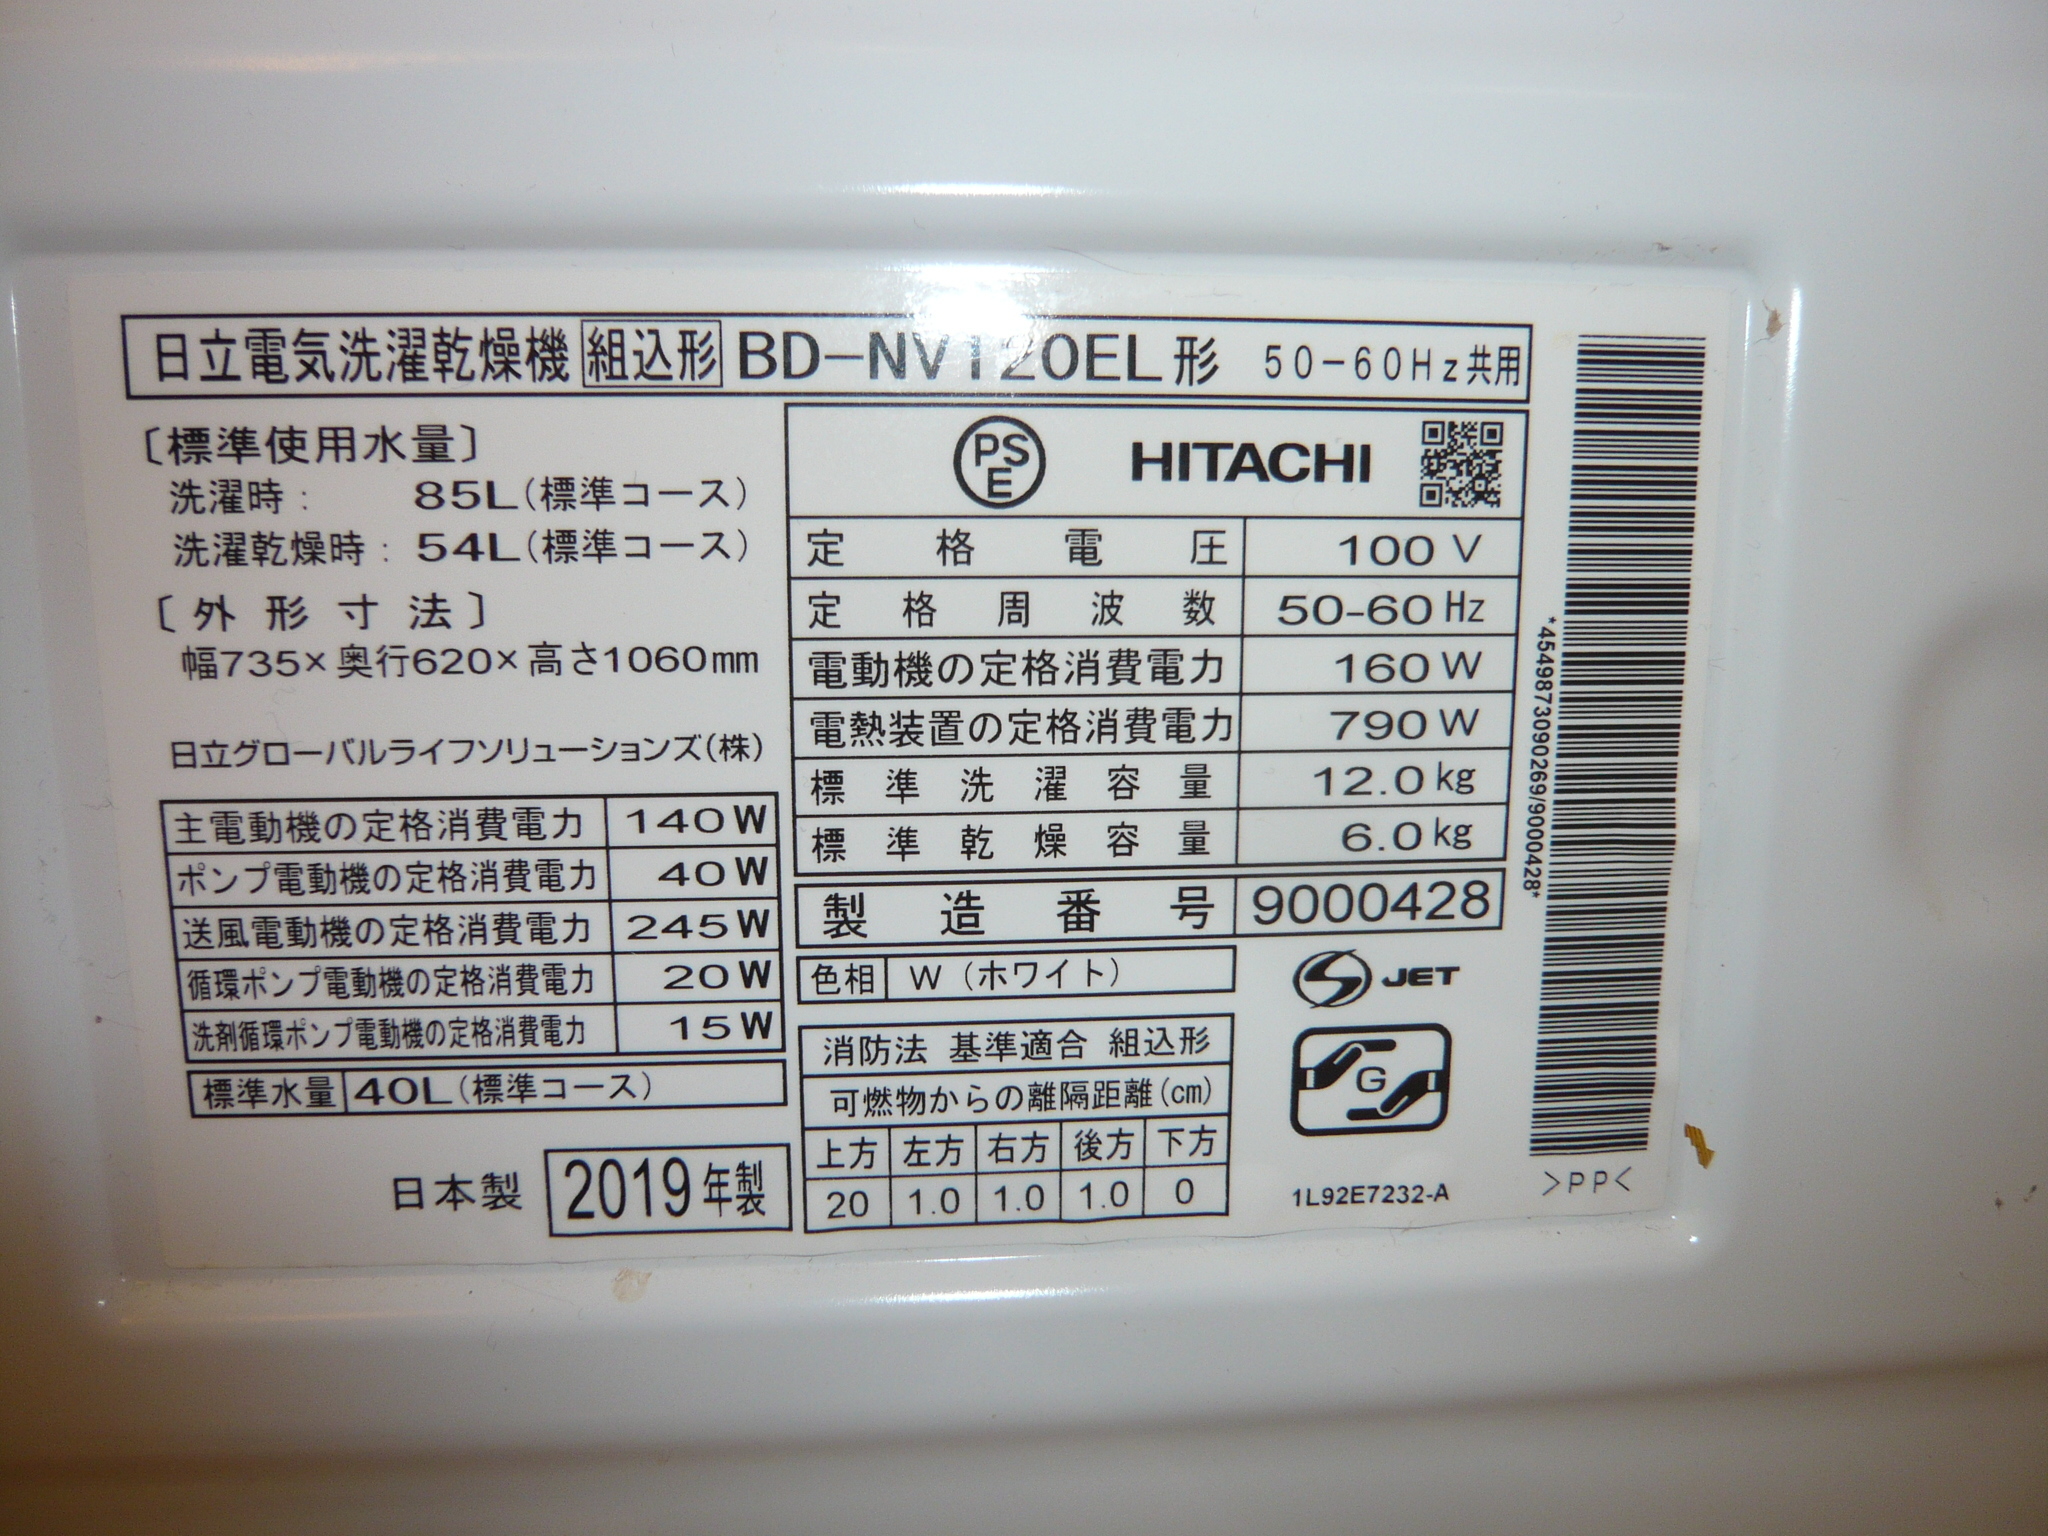 日立電気洗濯乾燥機 組込形 BD-NV120EL形 50-60Hz共用
〔標準使用水量〕
洗濯時: 85L(標準コース)
洗濯乾燥時: 54L(標準コース)
〔外形寸法〕
幅735×奥行620×高さ1060mm
日立グローバルライフソリューションズ(株)
主電動機の定格消費電力 140W
ポンプ電動機の定格消費電力 40W
送風電動機の定格消費電力 245W
循環ポンプ電動機の定格消費電力 20W
洗剤循環ポンプ電動機の定格消費電力 15W
標準水量 40L(標準コース)
日本製 2019年製
PSE HITACHI
定格電圧 100V
定格周波数 50-60Hz
電動機の定格消費電力 160W
電熱装置の定格消費電力 790W
標準洗濯容量 12.0kg
標準乾燥容量 6.0kg
製造番号 9000428
色相 W(ホワイト)
消防法 基準適合 組込形
可燃物からの離隔距離(cm)
上方 左方 右方 後方 下方
20 1.0 1.0 1.0 0
S JET
G
1L92E7232-A
*4549873090269/9000428*
>PP<